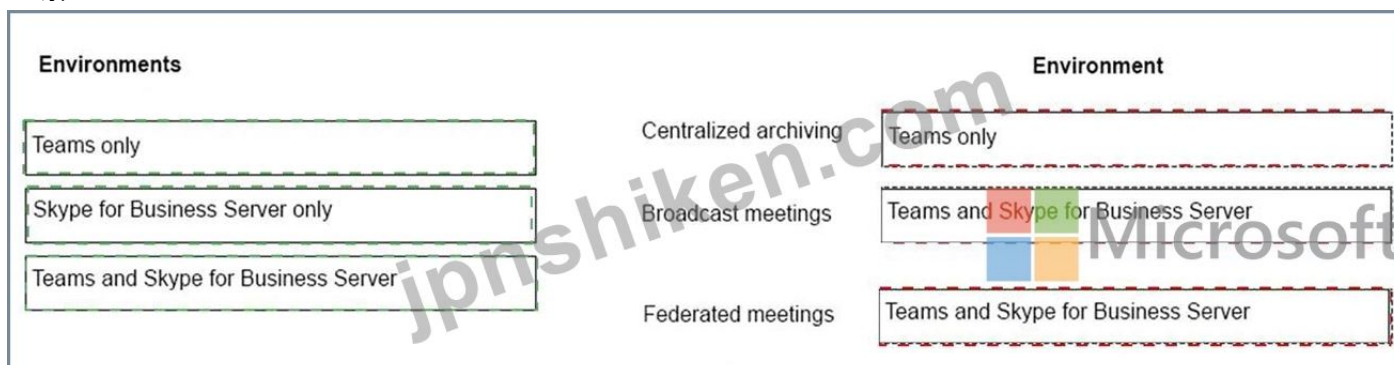 Environments
Environment
Teams only
Centralized archiving
Teams only
Skype for Business Server only
Broadcast meetings
Teams and Skype for Business Server
Teams and Skype for Business Server
Federated meetings
Teams and Skype for Business Server
jpnshiken.com
Microsoft